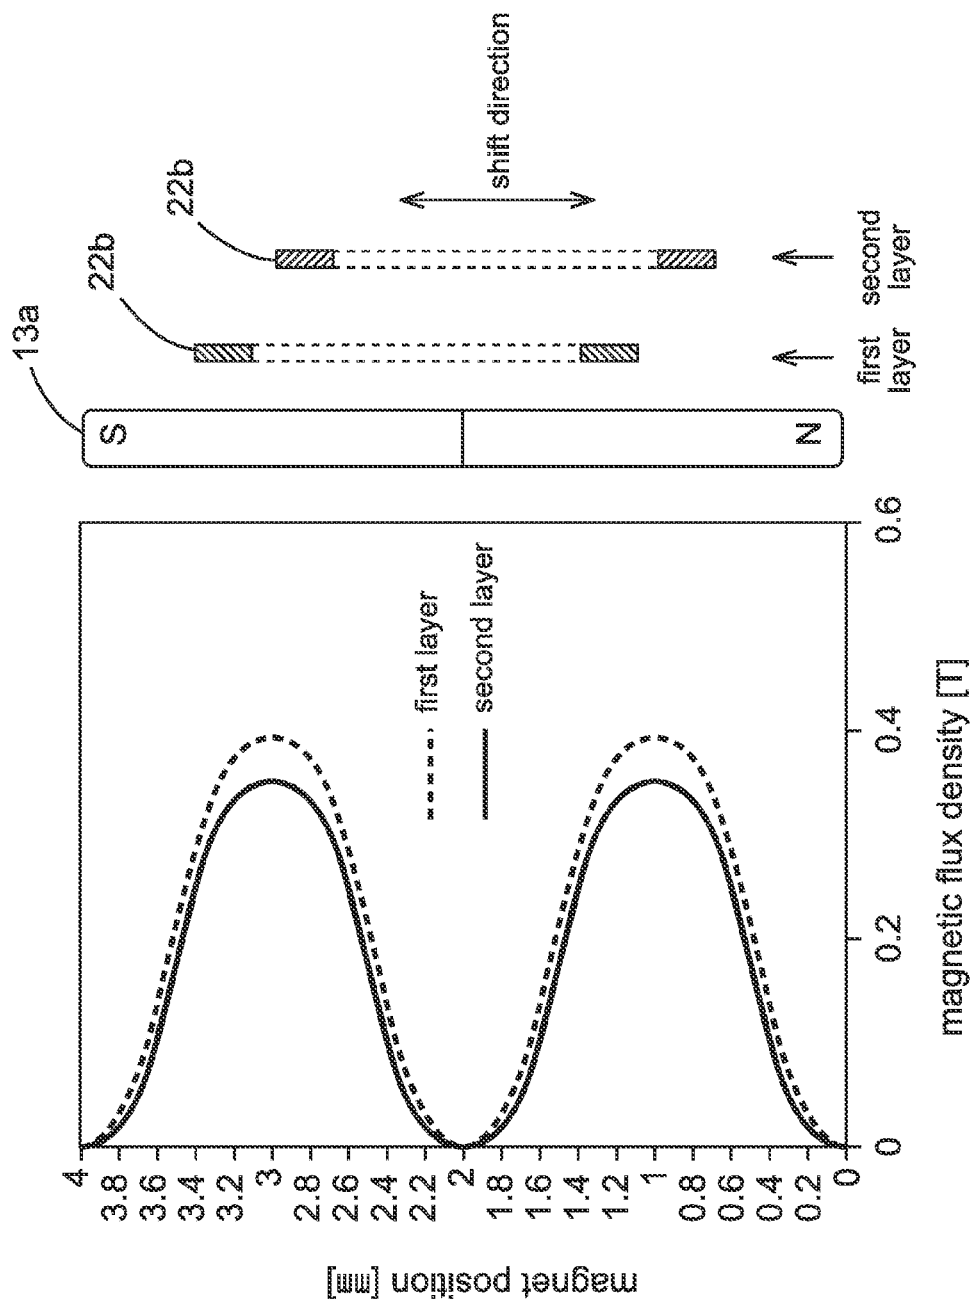 magnet position [mm]
4
3.8
3.6
3.4
3.2
3
2.8
2.6
2.4
2.2
2
1.8
1.6
1.4
1.2
1
0.8
0.6
0.4
0.2
0
0
0.2
0.4
0.6
magnetic flux density [T]
first layer
second layer
13a
S
N
22b
22b
first
layer
second
layer
shift direction